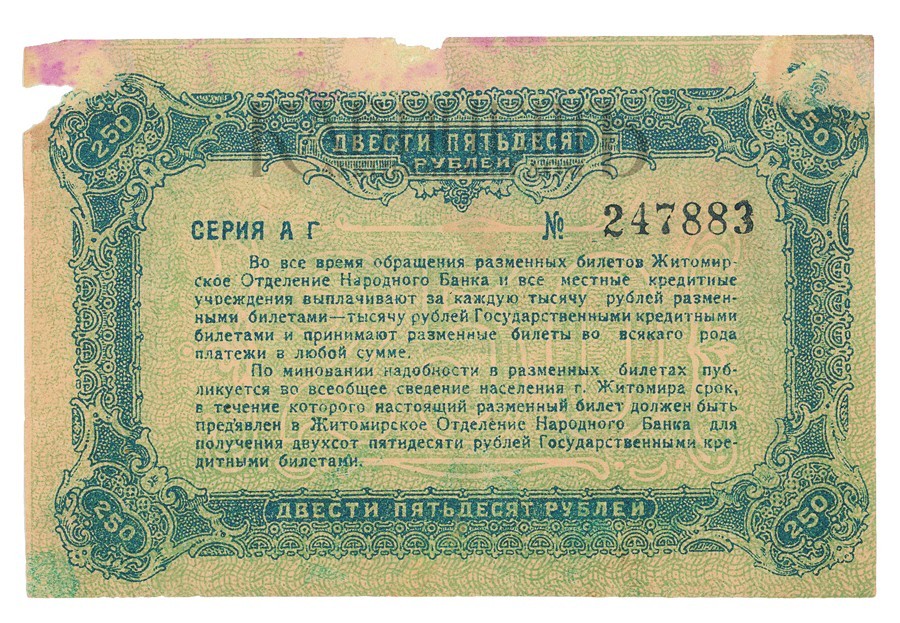 250
250
ДВЕСТИ ПЯТЬДЕСЯТ
РУБЛЕЙ
СЕРИЯ А Г № 247883
Во все время обращения разменных билетов Житомир-
ское Отделение Народного Банка и все местные кредитные
учреждения выплачивают за каждую тысячу рублей размен-
ными билетами—тысячу рублей Государственными кредитными
билетами и принимают разменные билеты во всякаго рода
платежи в любой сумме.
По миновании надобности в разменных билетах пуб-
ликуется во всеобщее сведение населения г. Житомира срок,
в течение которого настоящий разменный билет должен быть
пред'явлен в Житомирское Отделение Народного Банка для
получения двухсот пятидесяти рублей Государственными кре-
дитными билетами.
250
ДВЕСТИ ПЯТЬДЕСЯТ РУБЛЕЙ
250